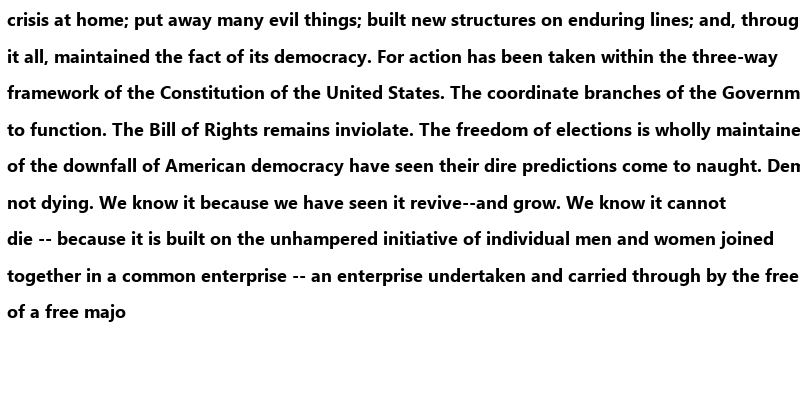 crisis at home; put away many evil things; built new structures on enduring lines; and, throug
it all, maintained the fact of its democracy. For action has been taken within the three-way
framework of the Constitution of the United States. The coordinate branches of the Governm
to function. The Bill of Rights remains inviolate. The freedom of elections is wholly maintaine
of the downfall of American democracy have seen their dire predictions come to naught. Dem
not dying. We know it because we have seen it revive--and grow. We know it cannot
die -- because it is built on the unhampered initiative of individual men and women joined
together in a common enterprise -- an enterprise undertaken and carried through by the free
of a free majo